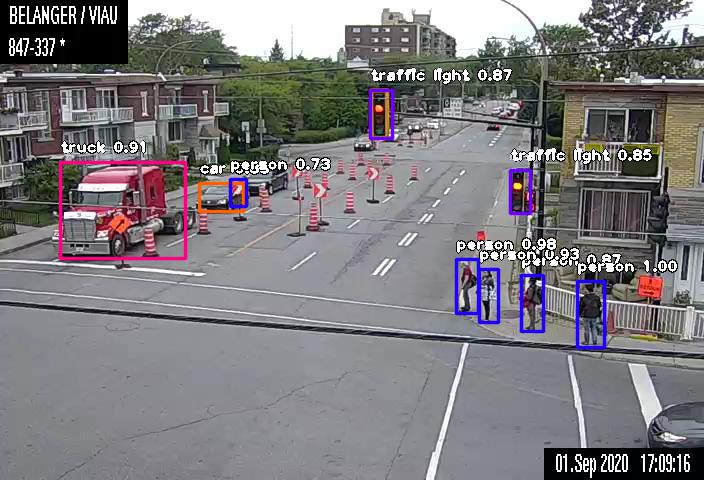 BELANGER / VIAU
847-337 *
traffic light 0.87
truck 0.91
car
person 0.73
traffic light 0.85
person 0.98
person 0.93
0.87
person 1.00
01.Sep 2020 17:09:16